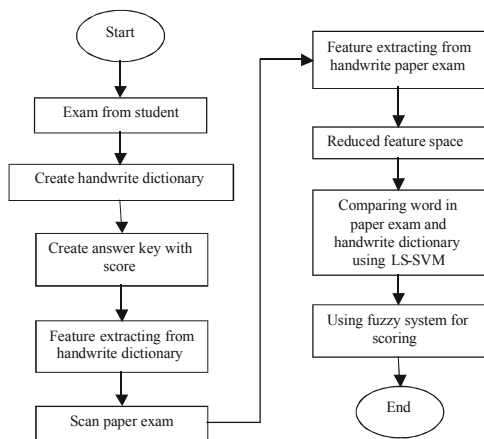 Start
Exam from student
Create handwrite dictionary
Create answer key with
score
Feature extracting from
handwrite dictionary
Scan paper exam
Feature extracting from
handwrite paper exam
Reduced feature space
Comparing word in
paper exam and
handwrite dictionary
using LS-SVM
Using fuzzy system for
scoring
End